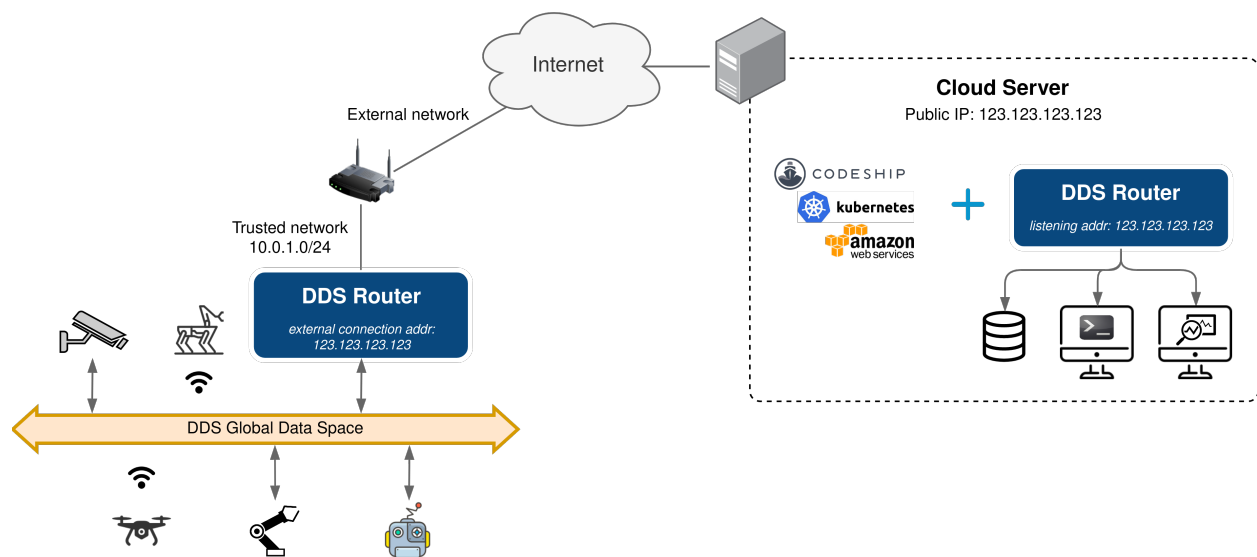 Internet
Cloud Server
Public IP: 123.123.123.123
External network
CODESHIP
kubernetes
amazon
web services
DDS Router
listening addr: 123.123.123.123
Trusted network
10.0.1.0/24
DDS Router
external connection addr:
123.123.123.123
DDS Global Data Space